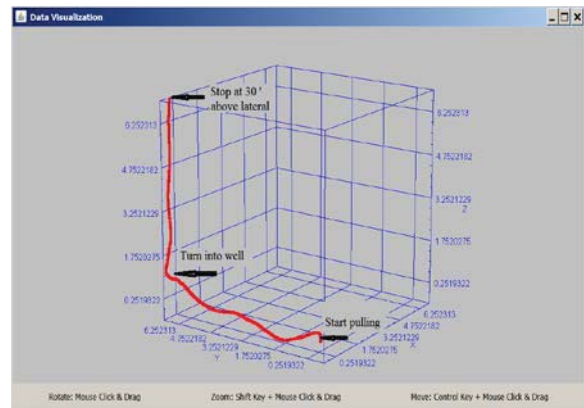 Data Visualization
Stop at 30'
above lateral
6.252313
4.7522182
3.2521229
1.7520275
0.2519322
Turn into well
6.252313
4.7522182
3.2521229
1.7520275
Z
0.2519322
Start pulling
6.252313
4.7522182
3.2521229
1.7520275
0.2519322
Y
6.252313
4.7522182
3.2521229
1.7520275
0.2519322
X
Rotate: Mouse Click & Drag
Zoom: Shift Key + Mouse Click & Drag
Move: Control Key + Mouse Click & Drag